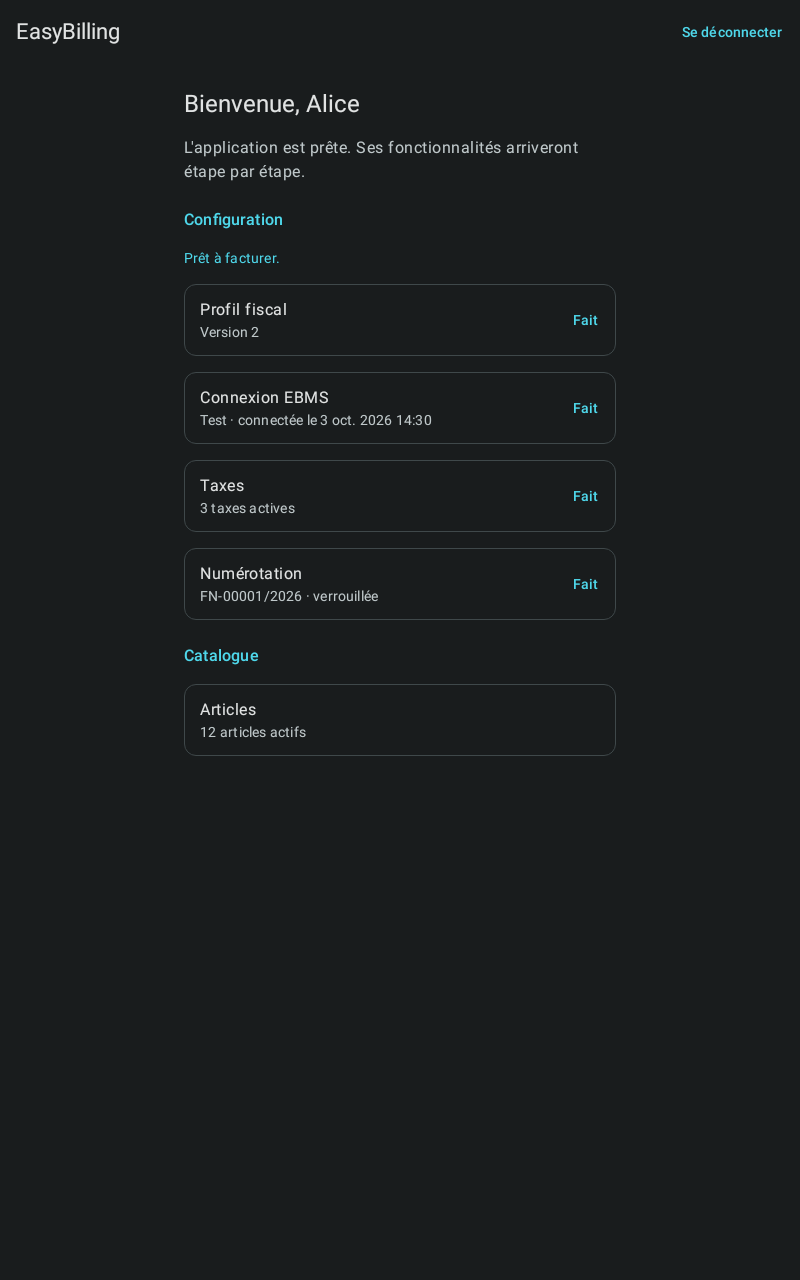 EasyBilling
Se déconnecter
Bienvenue, Alice
L'application est prête. Ses fonctionnalités arriveront
étape par étape.
Configuration
Prêt à facturer.
Profil fiscal
Version 2
Fait
Connexion EBMS
Test · connectée le 3 oct. 2026 14:30
Fait
Taxes
3 taxes actives
Fait
Numérotation
FN-00001/2026 · verrouillée
Fait
Catalogue
Articles
12 articles actifs